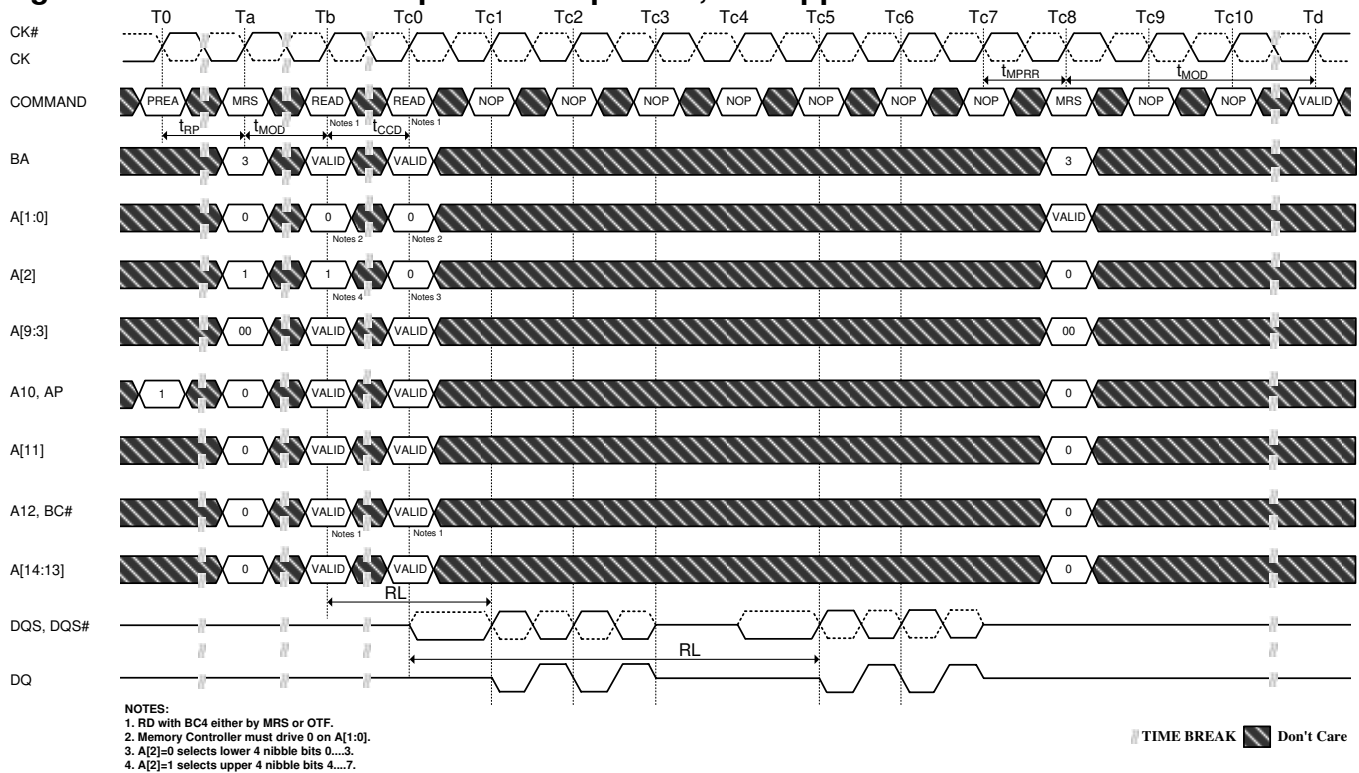 T0 Ta Tb Tc0 Tc1 Tc2 Tc3 Tc4 Tc5 Tc6 Tc7 Tc8 Tc9 Tc10 Td
CK#
CK
tMPRR tMOD
COMMAND PREA MRS READ READ NOP NOP NOP NOP NOP NOP NOP MRS NOP NOP VALID
Notes 1 Notes 1
tRP tMOD tCCD
BA 3 VALID VALID 3
A[1:0] 0 0 0 VALID
Notes 2 Notes 2
A[2] 1 1 0 0
Notes 4 Notes 3
A[9:3] 00 VALID VALID 00
A10, AP 1 0 VALID VALID 0
A[11] 0 VALID VALID 0
A12, BC# 0 VALID VALID 0
Notes 1 Notes 1
A[14:13] 0 VALID VALID 0
RL
DQS, DQS#
RL
DQ
NOTES:
1. RD with BC4 either by MRS or OTF.
2. Memory Controller must drive 0 on A[1:0].
3. A[2]=0 selects lower 4 nibble bits 0....3.
4. A[2]=1 selects upper 4 nibble bits 4....7.
TIME BREAK Don't Care